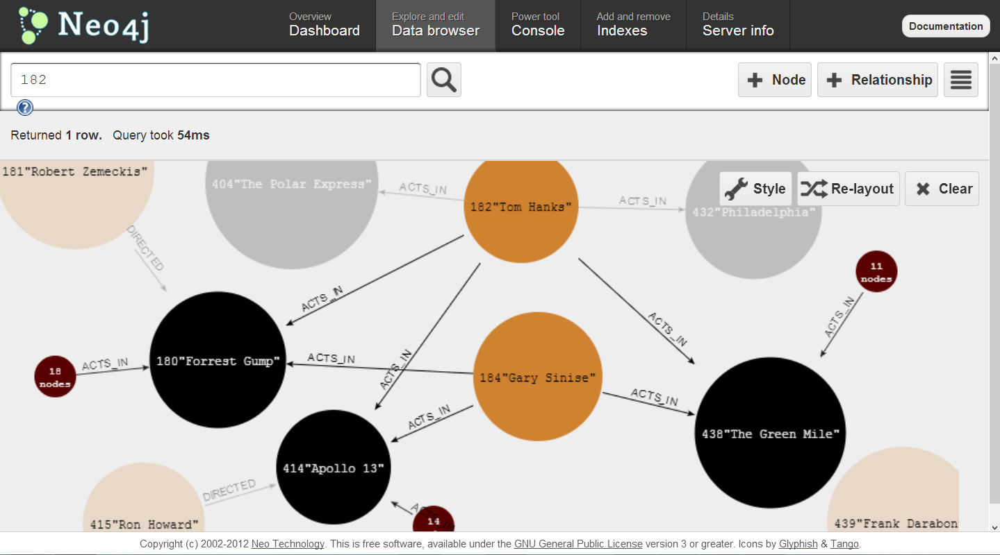 Neo4j
Overview
Dashboard
Explore and edit
Data browser
Power tool
Console
Add and remove
Indexes
Details
Server info
Documentation
182
Node
Relationship
?
Returned 1 row. Query took 54ms
Style
Re-layout
Clear
181"Robert Zemeckis"
404"The Polar Express"
ACTS_IN
182"Tom Hanks"
ACTS_IN
432"Philadelphia"
DIRECTED
11
nodes
ACTS_IN
ACTS_IN
ACTS_IN
18
nodes
ACTS_IN
180"Forrest Gump"
ACTS_IN
ACTS_IN
184"Gary Sinise"
ACTS_IN
ACTS_IN
438"The Green Mile"
414"Apollo 13"
DIRECTED
415"Ron Howard"
14
439"Frank Darabon
Copyright (c) 2002-2012 Neo Technology. This is free software, available under the GNU General Public License version 3 or greater. Icons by Glyphish & Tango.